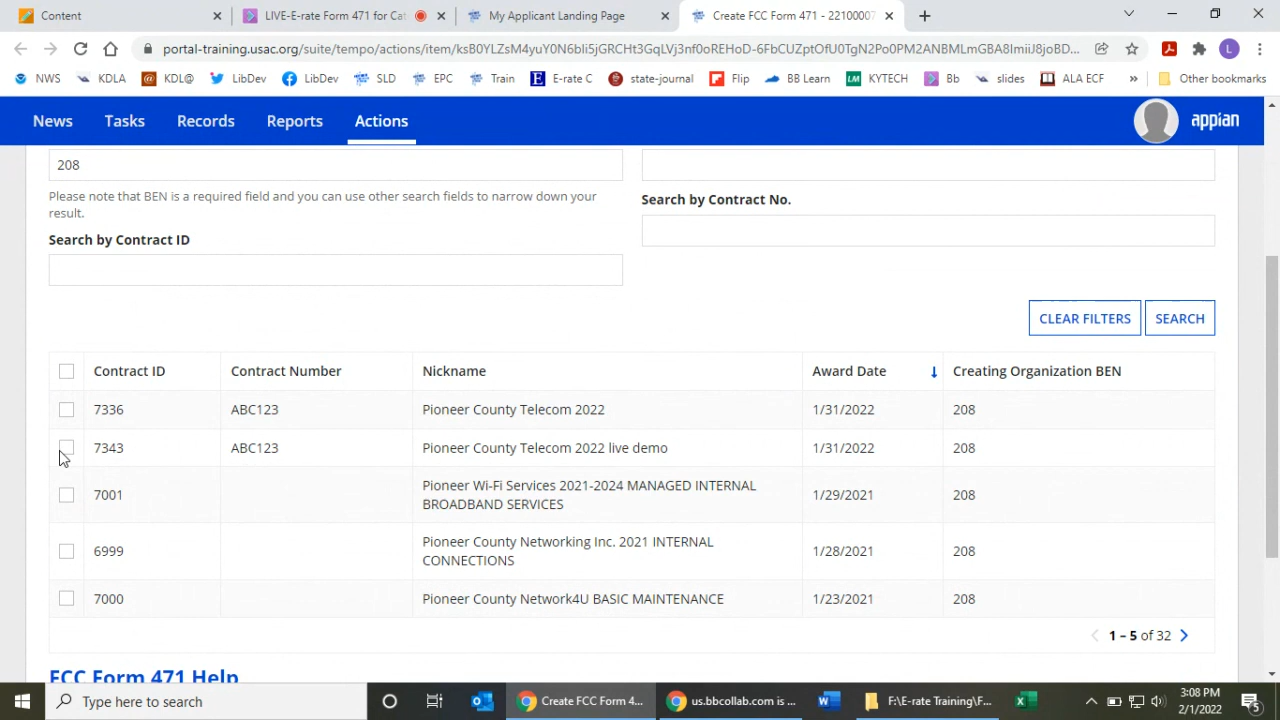 Content
LIVE-E-rate Form 471 for Cat
My Applicant Landing Page
Create FCC Form 471 - 22100007
portal-training.usac.org/suite/tempo/actions/item/
NWS
KDLA
KDL@
LibDev
LibDev
SLD
EPC
Train
E-rate C
state-journal
Flip
BB Learn
KYTECH
Bb
slides
ALA ECF
»
Other bookmarks
L
News
Tasks
Records
Reports
Actions
appian
208
Please note that BEN is a required field and you can use other search fields to narrow down your
result.
Search by Contract No.
Search by Contract ID
CLEAR FILTERS
SEARCH
Contract ID Contract Number Nickname Award Date Creating Organization BEN
7336 ABC123 Pioneer County Telecom 2022 1/31/2022 208
7343 ABC123 Pioneer County Telecom 2022 live demo 1/31/2022 208
7001 Pioneer Wi-Fi Services 2021-2024 MANAGED INTERNAL
BROADBAND SERVICES 1/29/2021 208
6999 Pioneer County Networking Inc. 2021 INTERNAL
CONNECTIONS 1/28/2021 208
7000 Pioneer County Network4U BASIC MAINTENANCE 1/23/2021 208
1 – 5 of 32
FCC Form 471 Help
Type here to search
Create FCC Form 4...
us.bbcollab.com is ...
F:\E-rate Training\F...
3:08 PM
2/1/2022
5